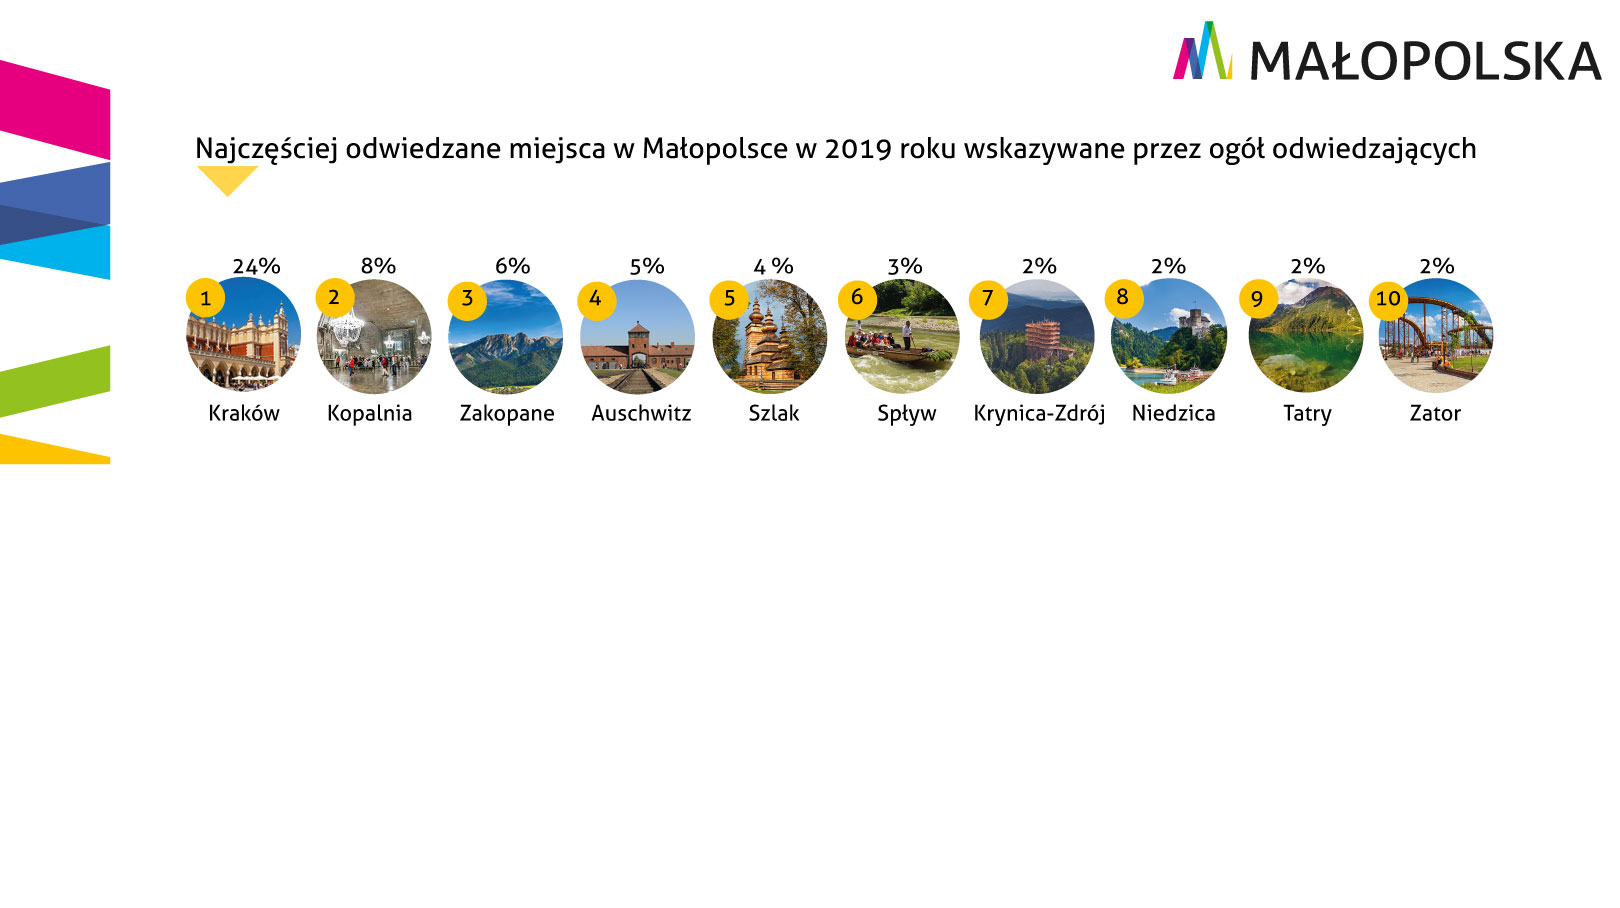 MAŁOPOLSKA
Najczęściej odwiedzane miejsca w Małopolsce w 2019 roku wskazywane przez ogół odwiedzających
24% 8% 6% 5% 4 % 3% 2% 2% 2% 2%
1 2 3 4 5 6 7 8 9 10
Kraków Kopalnia Zakopane Auschwitz Szlak Spływ Krynica-Zdrój Niedzica Tatry Zator